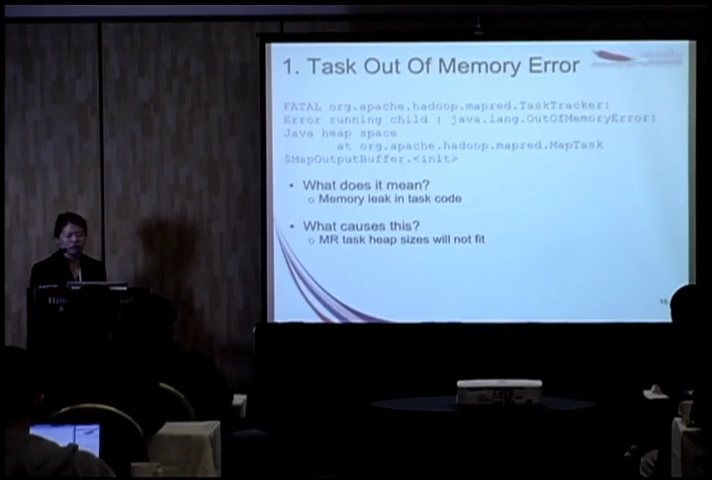 1. Task Out Of Memory Error
FATAL org.apache.hadoop.mapred.TaskTracker:
Error running child : java.lang.OutOfMemoryError:
Java heap space
at org.apache.hadoop.mapred.MapTask
$MapOutputBuffer.<init>
• What does it mean?
o Memory leak in task code
• What causes this?
o MR task heap sizes will not fit